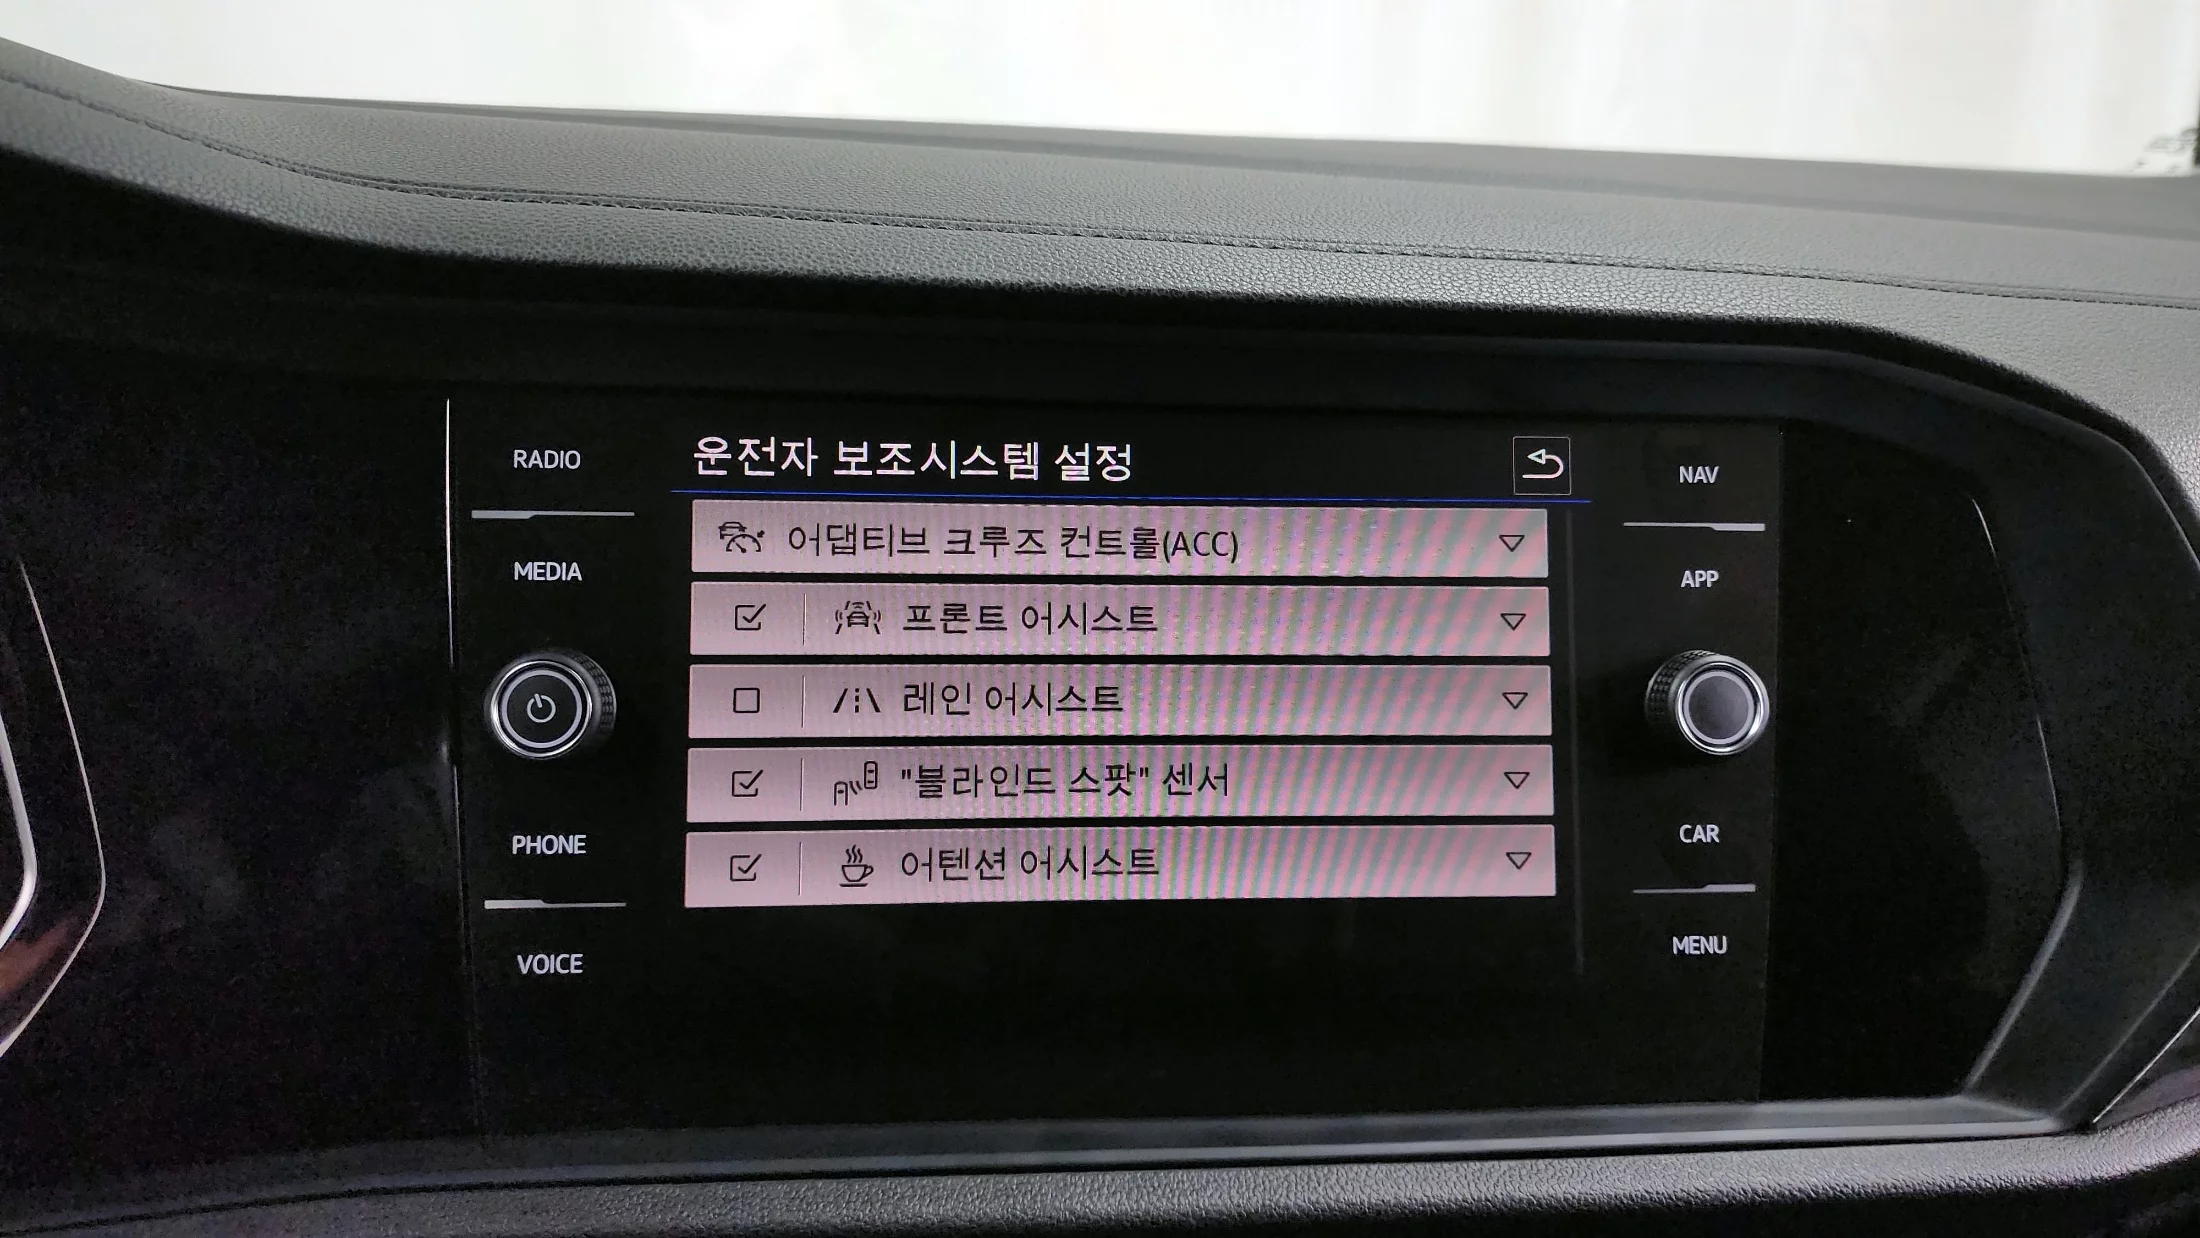 운전자 보조시스템 설정
RADIO
MEDIA
PHONE
VOICE
어댑티브 크루즈 컨트롤(ACC)
프론트 어시스트
레인 어시스트
"블라인드 스팟" 센서
어텐션 어시스트
NAV
APP
CAR
MENU